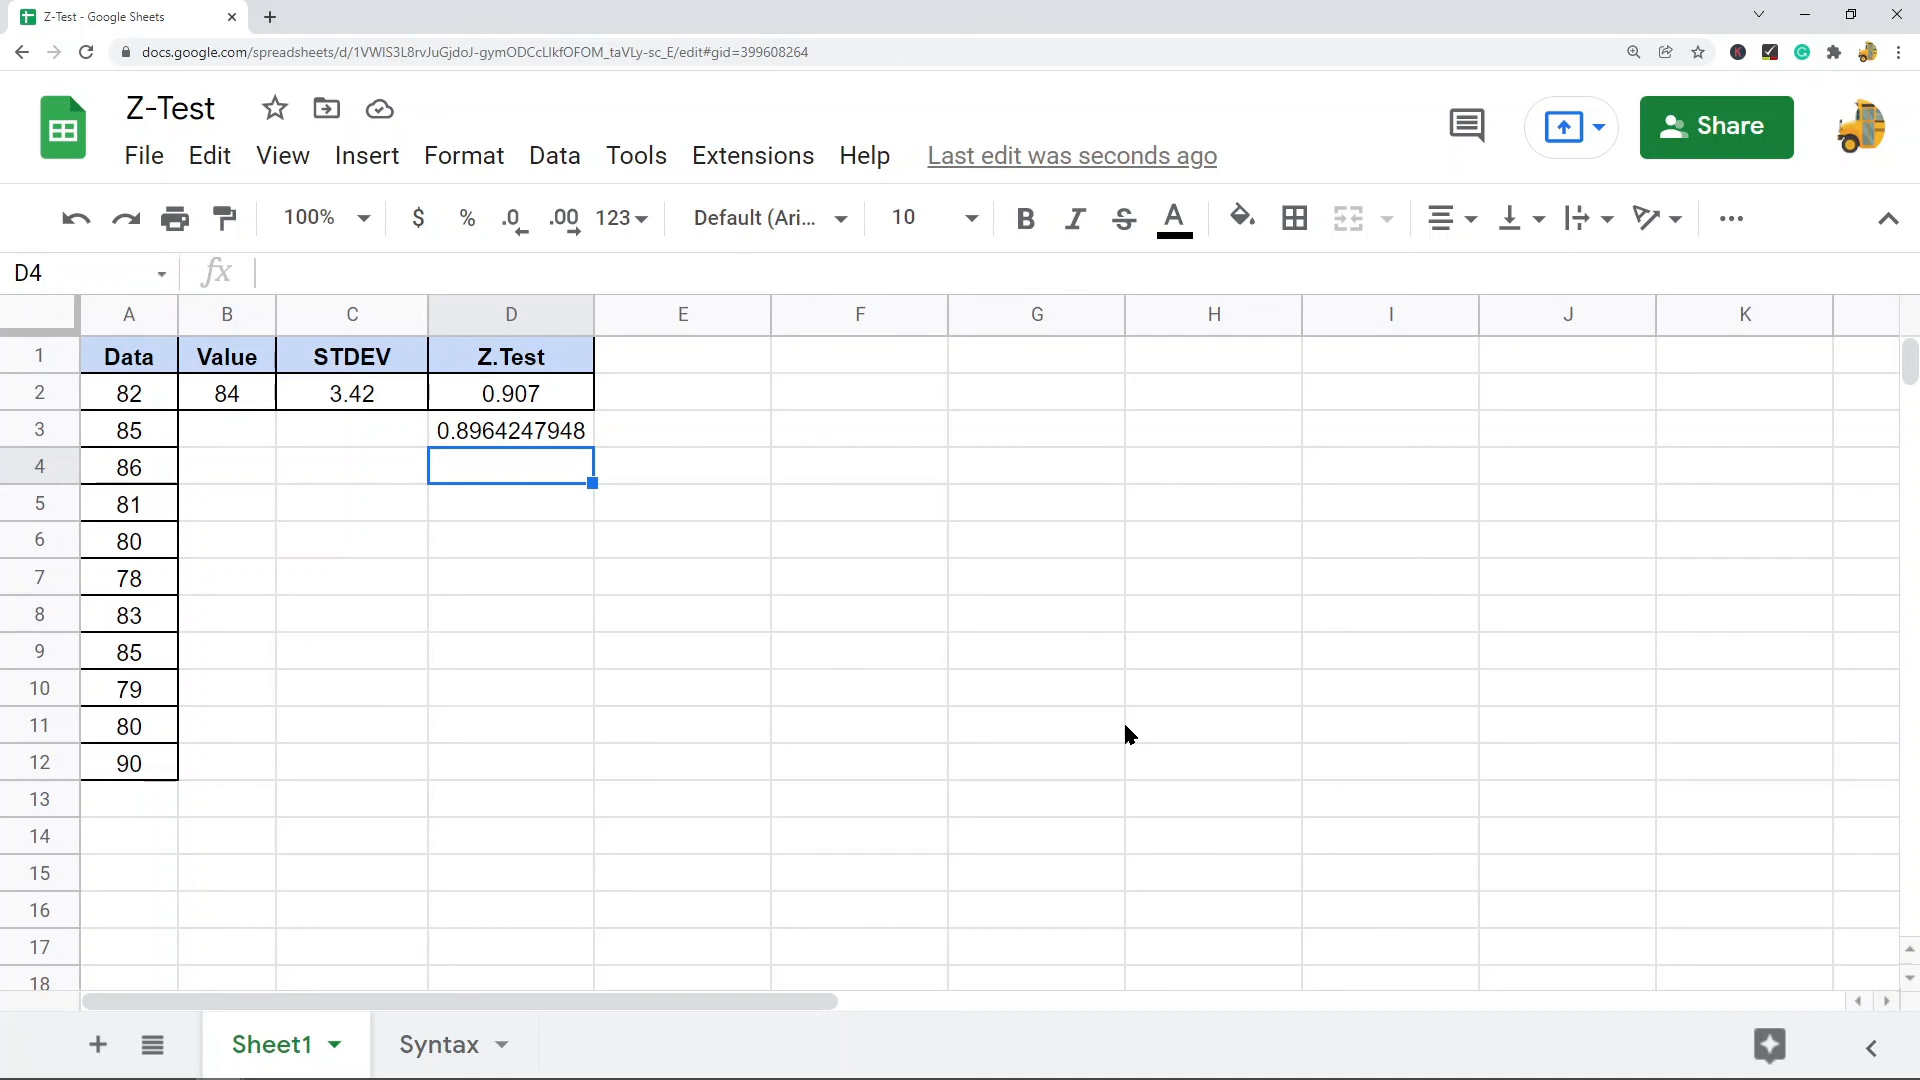 Z-Test - Google Sheets
docs.google.com/spreadsheets/d/1VWIS3L8rvJuGjdoJ-gymODCcLIkfOFOM_taVLy-sc_E/edit#gid=399608264
Z-Test
Share
File Edit View Insert Format Data Tools Extensions Help Last edit was seconds ago
100% $ % .0 .00 123 Default (Ari... 10 B I S A
D4 fx
A B C D E F G H I J K
1 Data Value STDEV Z.Test
2 82 84 3.42 0.907
3 85 0.8964247948
4 86
5 81
6 80
7 78
8 83
9 85
10 79
11 80
12 90
13
14
15
16
17
18
Sheet1 Syntax